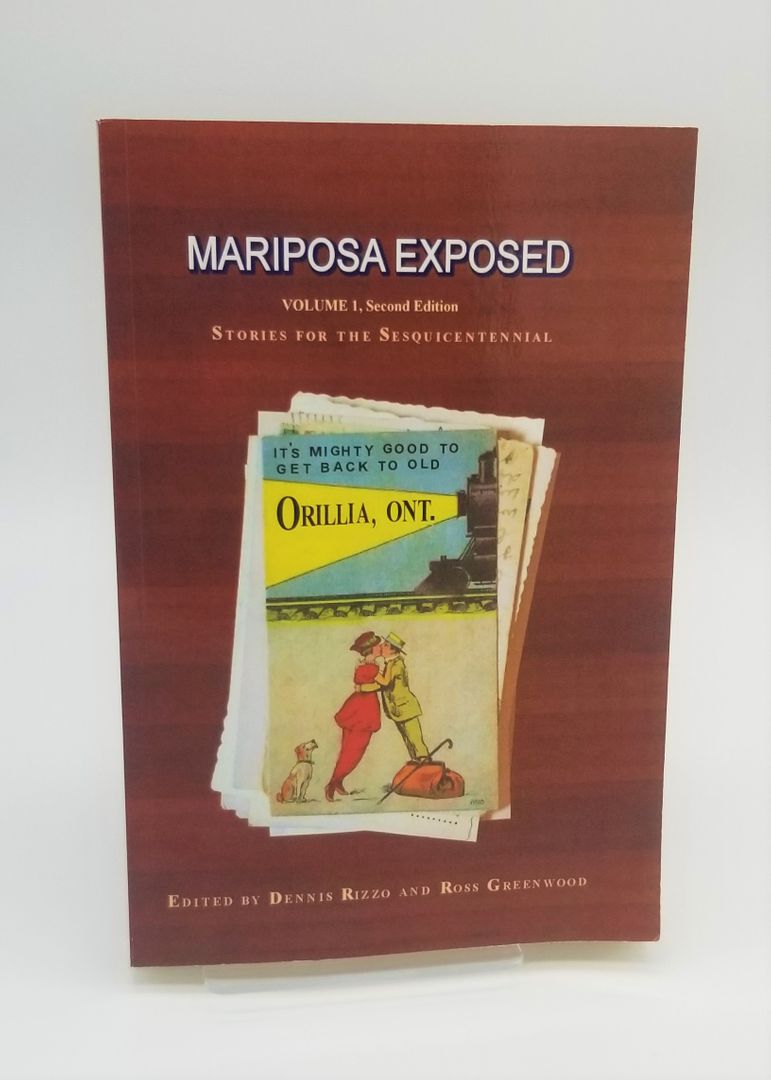 MARIPOSA EXPOSED
VOLUME 1, Second Edition
STORIES FOR THE SESQUICENTENNIAL
IT'S MIGHTY GOOD TO
GET BACK TO OLD
ORILLIA, ONT.
EDITED BY DENNIS RIZZO AND ROSS GREENWOOD